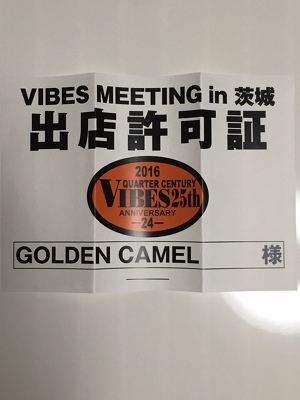 VIBES MEETING in 茨城
出店許可証
2016
QUARTER CENTURY
VIBES 25th
ANNIVERSARY
—24—
GOLDEN CAMEL 様